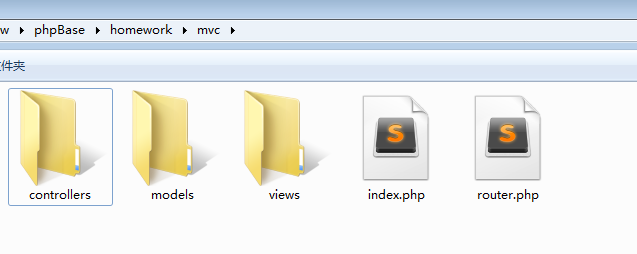 w ▸ phpBase ▸ homework ▸ mvc ▸
件夹
controllers models views index.php router.php